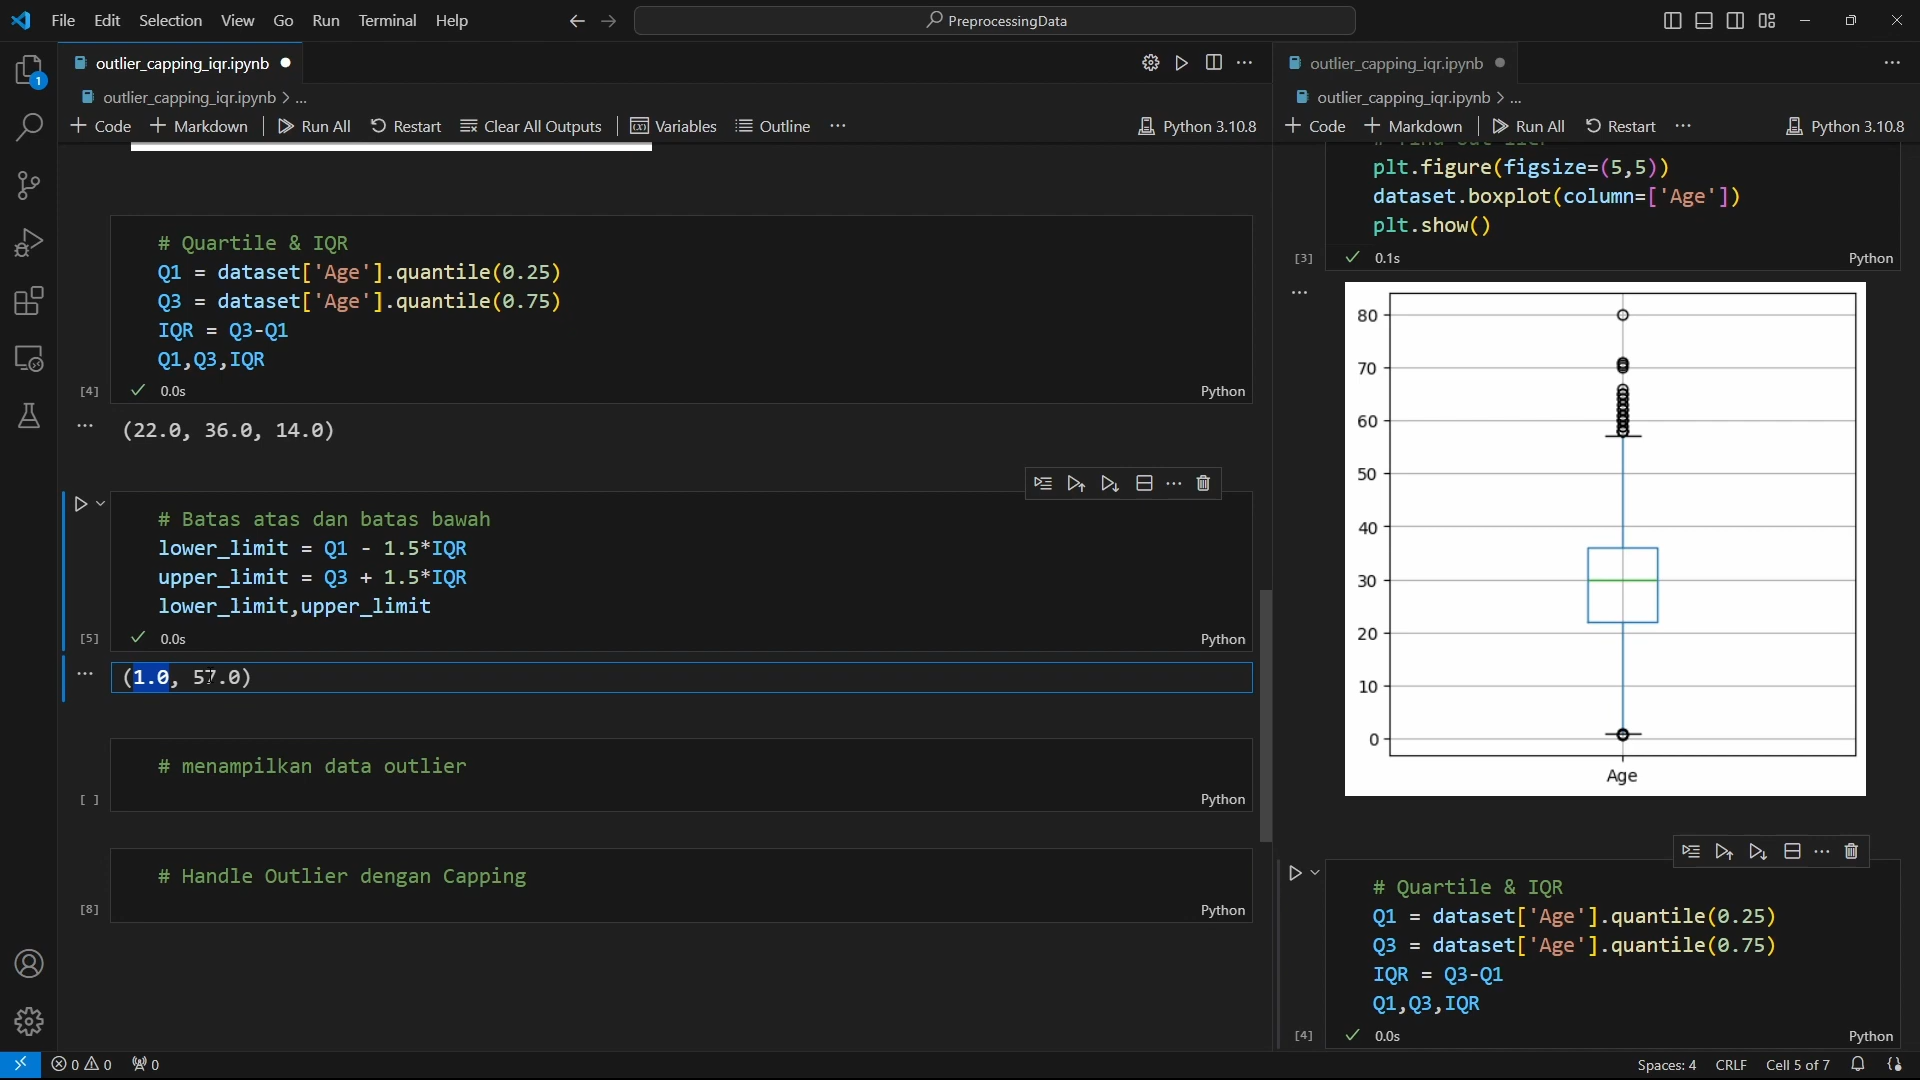 File Edit Selection View Go Run Terminal Help
PreprocessingData
1
outlier_capping_iqr.ipynb
outlier_capping_iqr.ipynb > ...
Code Markdown Run All Restart Clear All Outputs Variables Outline ...
Python 3.10.8
# Quartile & IQR
Q1 = dataset['Age'].quantile(0.25)
Q3 = dataset['Age'].quantile(0.75)
IQR = Q3-Q1
Q1,Q3,IQR
[4] 0.0s Python
(22.0, 36.0, 14.0)
# Batas atas dan batas bawah
lower_limit = Q1 - 1.5*IQR
upper_limit = Q3 + 1.5*IQR
lower_limit,upper_limit
[5] 0.0s Python
(1.0, 57.0)
# menampilkan data outlier
[ ] Python
# Handle Outlier dengan Capping
[8] Python
outlier_capping_iqr.ipynb
outlier_capping_iqr.ipynb > ...
Code Markdown Run All Restart ...
Python 3.10.8
plt.figure(figsize=(5,5))
dataset.boxplot(column=['Age'])
plt.show()
[3] 0.1s Python
80
70
60
50
40
30
20
10
0
Age
# Quartile & IQR
Q1 = dataset['Age'].quantile(0.25)
Q3 = dataset['Age'].quantile(0.75)
IQR = Q3-Q1
Q1,Q3,IQR
[4] 0.0s Python
0 0 0 Spaces: 4 CRLF Cell 5 of 7